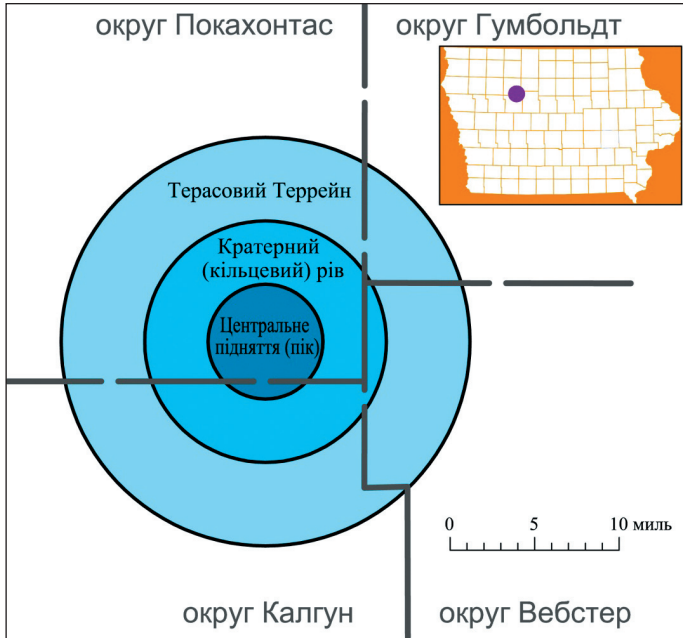 округ Покахонтас
округ Гумбольдт
Терасовий Террейн
Кратерний
(кільцевий) рів
Центральне
підняття (пік)
0 5 10 миль
округ Калгун
округ Вебстер